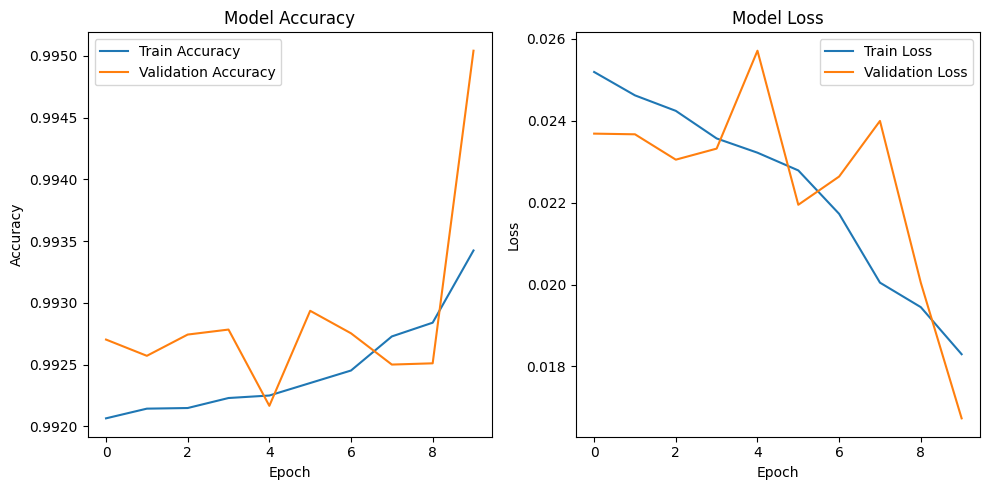 Model Accuracy
Train Accuracy
Validation Accuracy
0.9950
0.9945
0.9940
0.9935
0.9930
0.9925
0.9920
Accuracy
0 2 4 6 8
Epoch
Model Loss
Train Loss
Validation Loss
0.026
0.024
0.022
0.020
0.018
Loss
0 2 4 6 8
Epoch